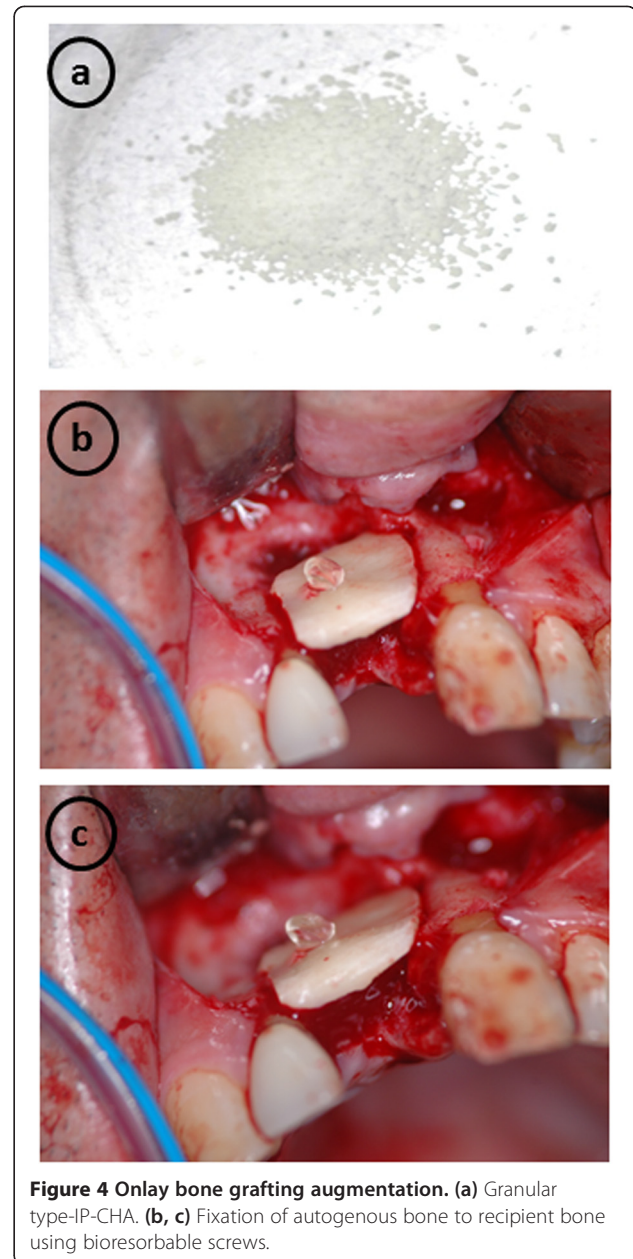 a
b
c
Figure 4 Onlay bone grafting augmentation. (a) Granular
type-IP-CHA. (b, c) Fixation of autogenous bone to recipient bone
using bioresorbable screws.